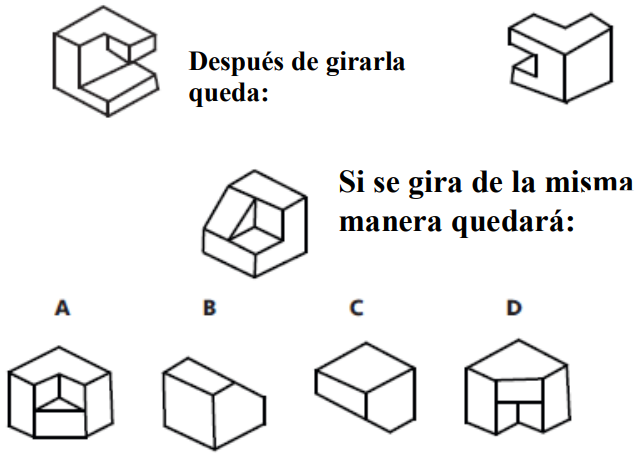 Después de girarla
queda:
Si se gira de la misma
manera quedará:
A B C D